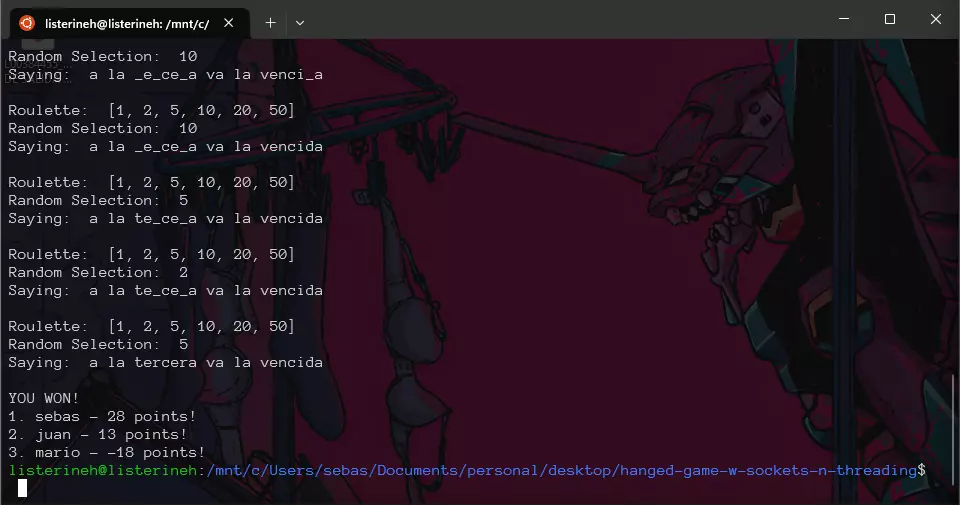 listerineh@listerineh: /mnt/c/
Random Selection:  10
Saying:  a la _e_ce_a va la venci_a
Roulette:  [1, 2, 5, 10, 20, 50]
Random Selection:  10
Saying:  a la _e_ce_a va la vencida
Roulette:  [1, 2, 5, 10, 20, 50]
Random Selection:  5
Saying:  a la te_ce_a va la vencida
Roulette:  [1, 2, 5, 10, 20, 50]
Random Selection:  2
Saying:  a la te_ce_a va la vencida
Roulette:  [1, 2, 5, 10, 20, 50]
Random Selection:  5
Saying:  a la tercera va la vencida
YOU WON!
1. sebas - 28 points!
2. juan - 13 points!
3. mario - -18 points!
listerineh@listerineh:/mnt/c/Users/sebas/Documents/personal/desktop/hanged-game-w-sockets-n-threading$